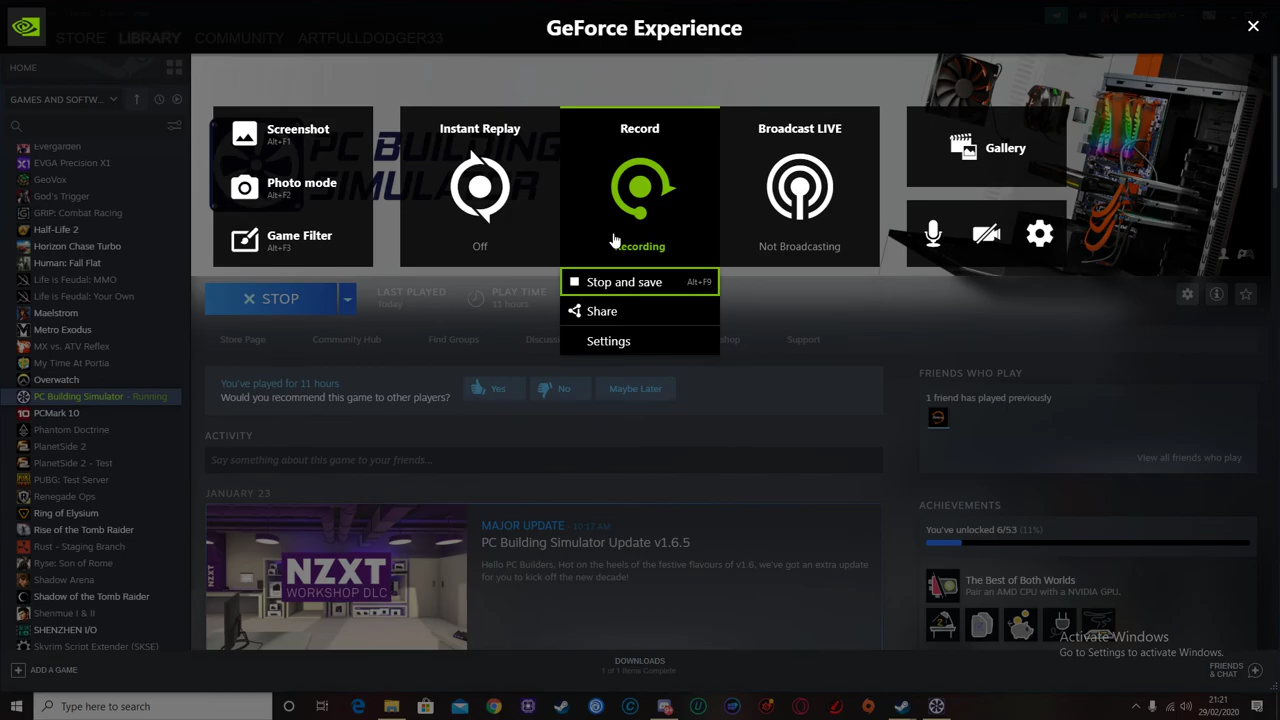 GeForce Experience
STORE
LIBRARY
COMMUNITY
ARTFULLDODGER33
HOME
GAMES AND SOFTW...
Evergarden
EVGA Precision X1
GeoVox
God's Trigger
GRIP: Combat Racing
Half-Life 2
Horizon Chase Turbo
Human: Fall Flat
Life is Feudal: MMO
Life is Feudal: Your Own
Maelstrom
Metro Exodus
MX vs. ATV Reflex
My Time At Portia
Overwatch
PC Building Simulator - Running
PCMark 10
Phantom Doctrine
PlanetSide 2
PlanetSide 2 - Test
PUBG: Test Server
Renegade Ops
Ring of Elysium
Rise of the Tomb Raider
Rust - Staging Branch
Ryse: Son of Rome
Shadow Arena
Shadow of the Tomb Raider
Shenmue I & II
SHENZHEN I/O
Skyrim Script Extender (SKSE)
ADD A GAME
Screenshot
Alt+F1
Photo mode
Alt+F2
Game Filter
Alt+F3
PC BUILDING
SIMULATOR
Instant Replay
Off
Record
Recording
Stop and save Alt+F9
Share
Settings
Broadcast LIVE
Not Broadcasting
Gallery
STOP
LAST PLAYED
Today
PLAY TIME
11 hours
Store Page
Community Hub
Find Groups
Support
You've played for 11 hours
Would you recommend this game to other players?
Yes
No
Maybe Later
ACTIVITY
Say something about this game to your friends...
JANUARY 23
NZXT
WORKSHOP DLC
MAJOR UPDATE - 10:17 AM
PC Building Simulator Update v1.6.5
Hello PC Builders, Hot on the heels of the festive flavours of v1.6. we've got an extra update
for you to kick off the new decade!
FRIENDS WHO PLAY
1 friend has played previously
View all friends who play
ACHIEVEMENTS
You've unlocked 6/53 (11%)
The Best of Both Worlds
Pair an AMD CPU with a NVIDIA GPU.
Activate Windows
Go to Settings to activate Windows.
DOWNLOADS
1 of 1 Items Complete
FRIENDS
& CHAT
Type here to search
21:21
29/02/2020